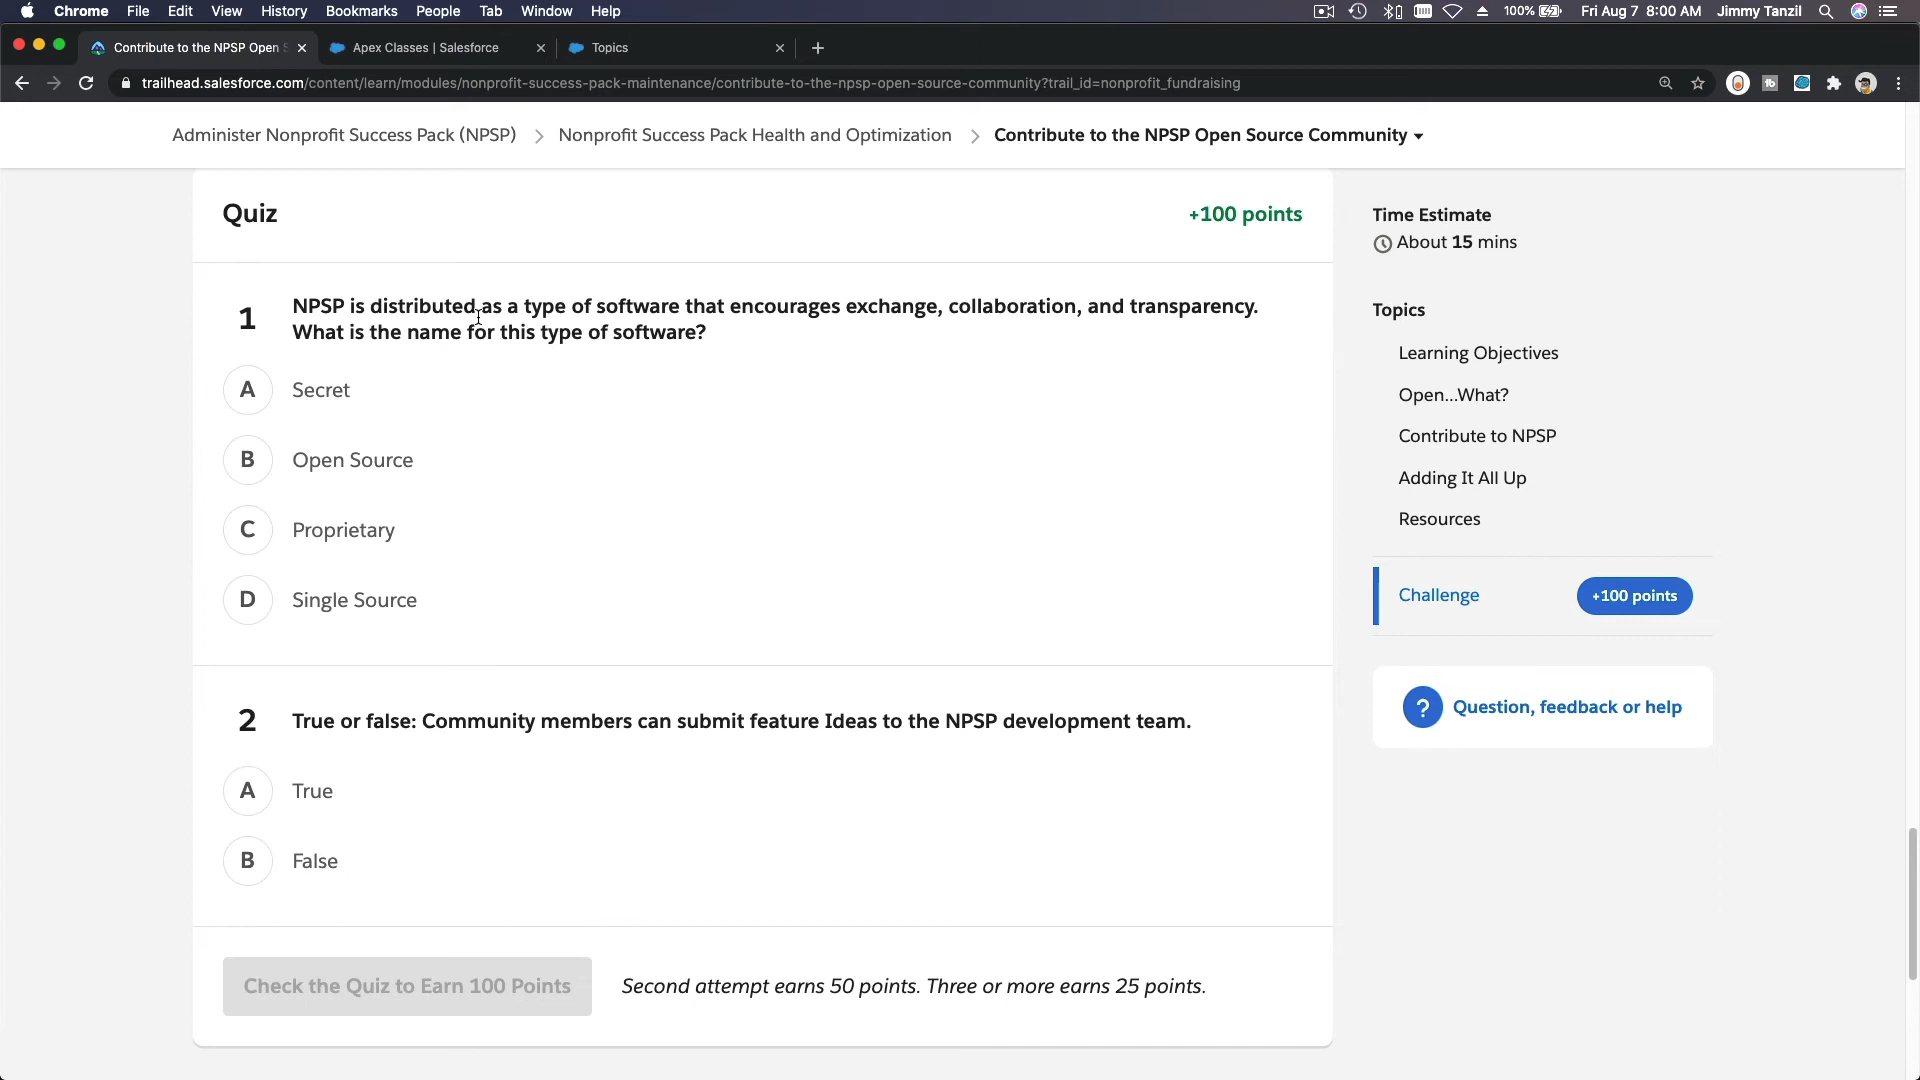 Chrome File Edit View History Bookmarks People Tab Window Help 100% Fri Aug 7 8:00 AM Jimmy Tanzil
Contribute to the NPSP Open S Apex Classes | Salesforce Topics
trailhead.salesforce.com/content/learn/modules/nonprofit-success-pack-maintenance/contribute-to-the-npsp-open-source-community?trail_id=nonprofit_fundraising
Administer Nonprofit Success Pack (NPSP) Nonprofit Success Pack Health and Optimization Contribute to the NPSP Open Source Community
Quiz
+100 points
1
NPSP is distributed as a type of software that encourages exchange, collaboration, and transparency.
What is the name for this type of software?
A Secret
B Open Source
C Proprietary
D Single Source
2 True or false: Community members can submit feature Ideas to the NPSP development team.
A True
B False
Check the Quiz to Earn 100 Points
Second attempt earns 50 points. Three or more earns 25 points.
Time Estimate
About 15 mins
Topics
Learning Objectives
Open...What?
Contribute to NPSP
Adding It All Up
Resources
Challenge
+100 points
? Question, feedback or help